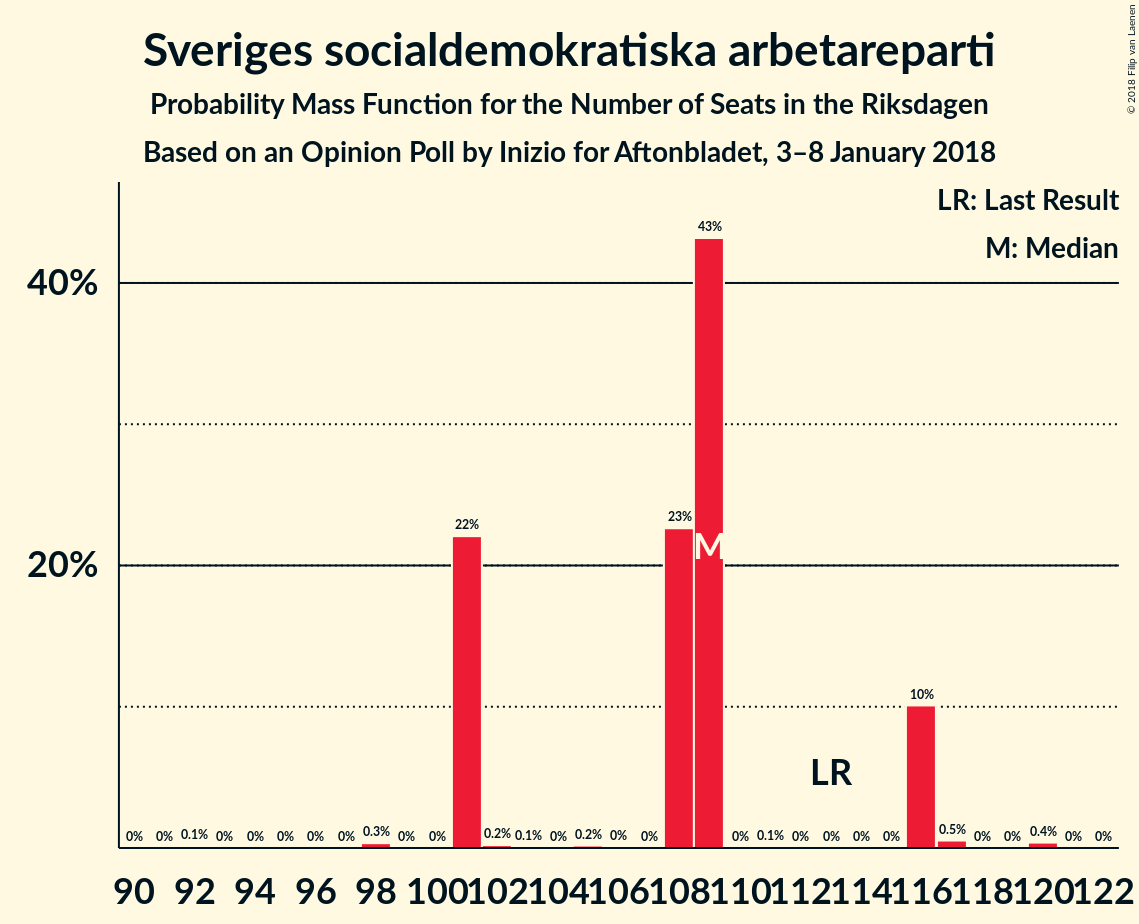 Sveriges socialdemokratiska arbetareparti
Probability Mass Function for the Number of Seats in the Riksdagen
Based on an Opinion Poll by Inizio for Aftonbladet, 3–8 January 2018
© 2018 Filip van Laenen
LR: Last Result
M: Median
40%
20%
0% 0% 0.1% 0% 0% 0% 0% 0% 0.3% 0% 0% 22% 0.2% 0.1% 0% 0.2% 0% 0% 23% 43% 0% 0.1% 0% 0% 0% 0% 10% 0.5% 0% 0% 0.4% 0% 0%
M
LR
90 92 94 96 98 100 102 104 106 108 110 112 114 116 118 120 122